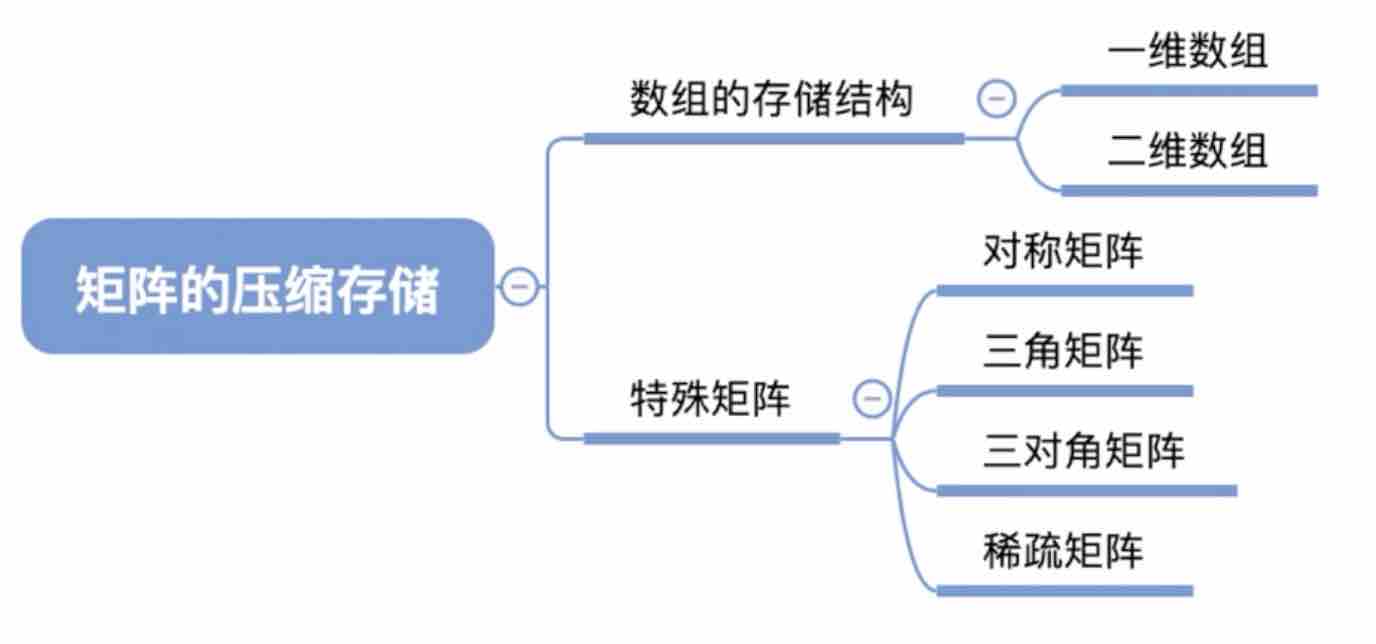 矩阵的压缩存储
数组的存储结构
一维数组
二维数组
特殊矩阵
对称矩阵
三角矩阵
三对角矩阵
稀疏矩阵